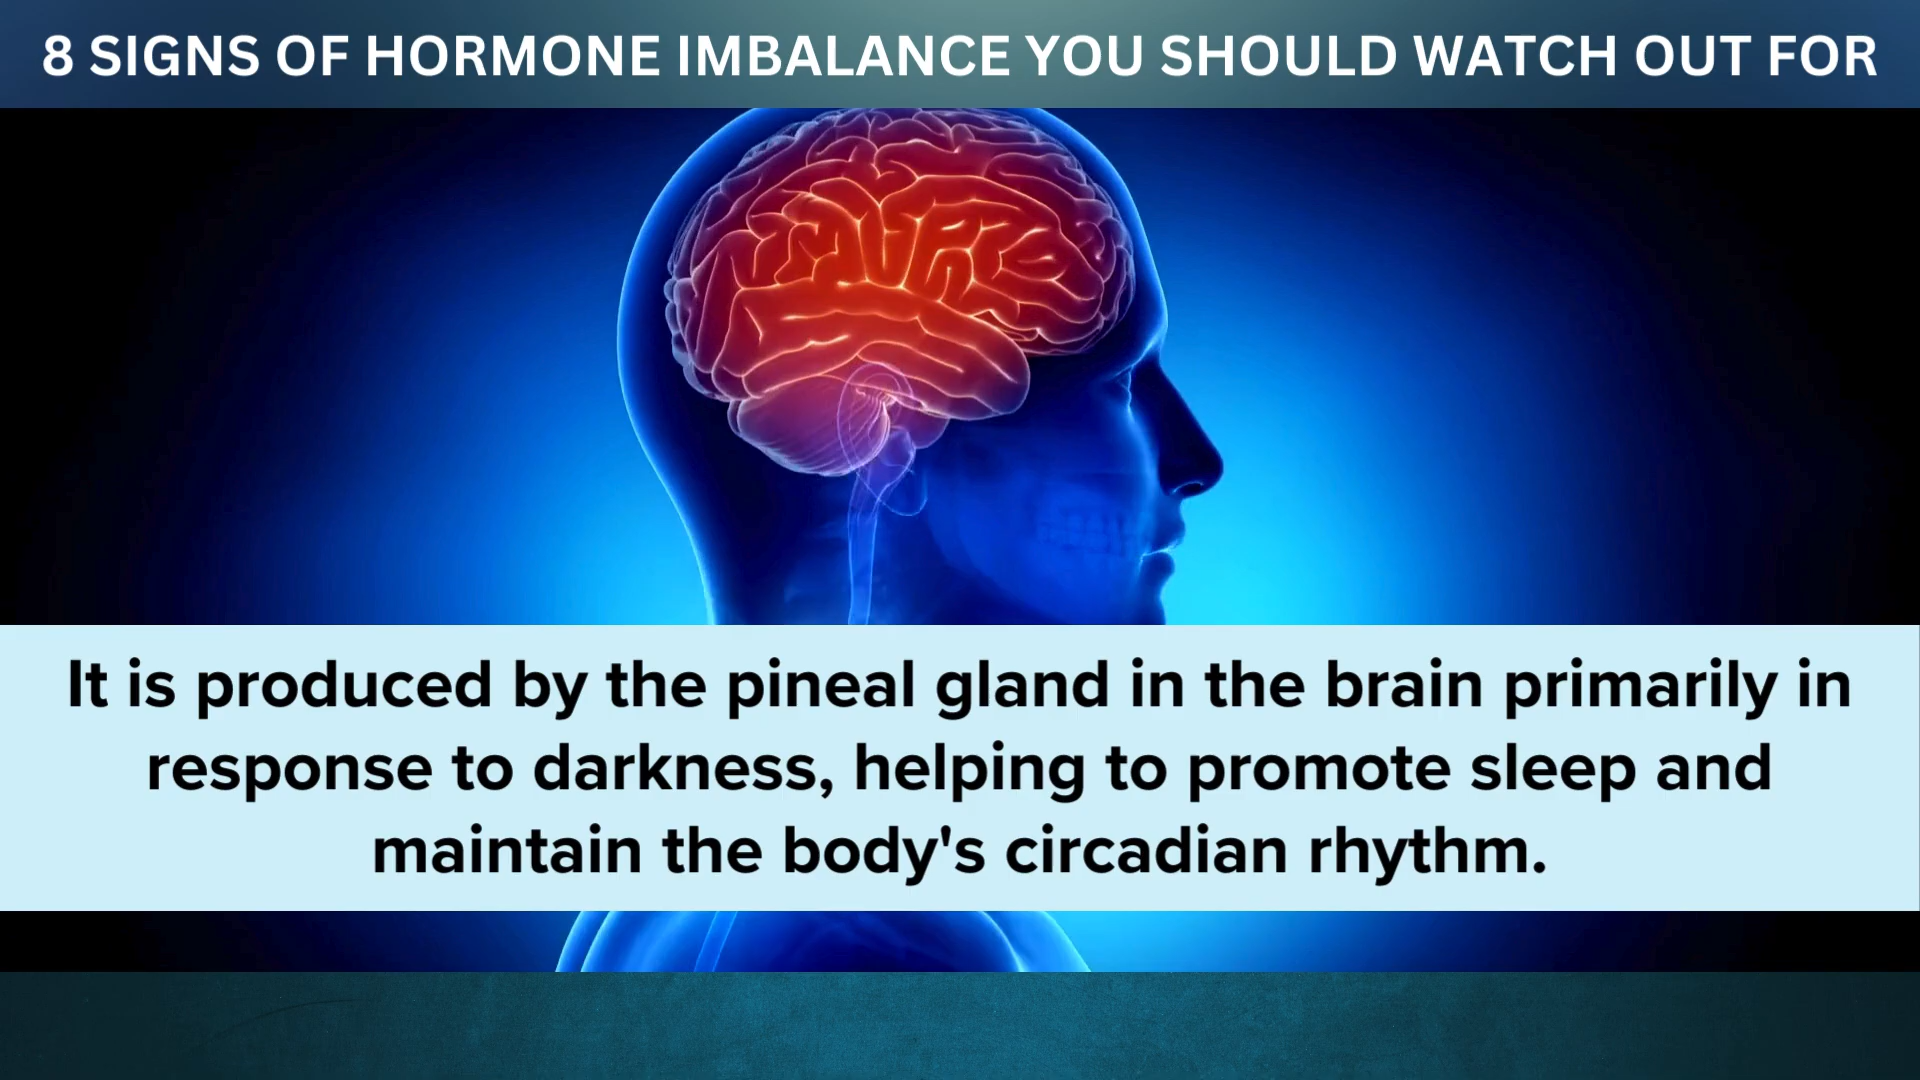 8 SIGNS OF HORMONE IMBALANCE YOU SHOULD WATCH OUT FOR
It is produced by the pineal gland in the brain primarily in
response to darkness, helping to promote sleep and
maintain the body's circadian rhythm.